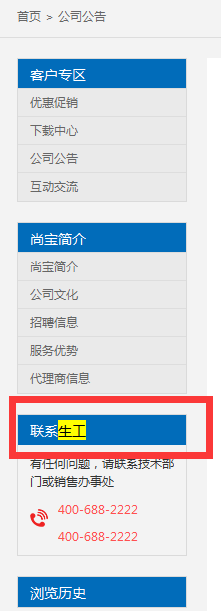 首页 > 公司公告
客户专区
优惠促销
下载中心
公司公告
互动交流
尚宝简介
尚宝简介
公司文化
招聘信息
服务优势
代理商信息
联系生工
有任何问题，请联系技术部
门或销售办事处
400-688-2222
400-688-2222
浏览历史